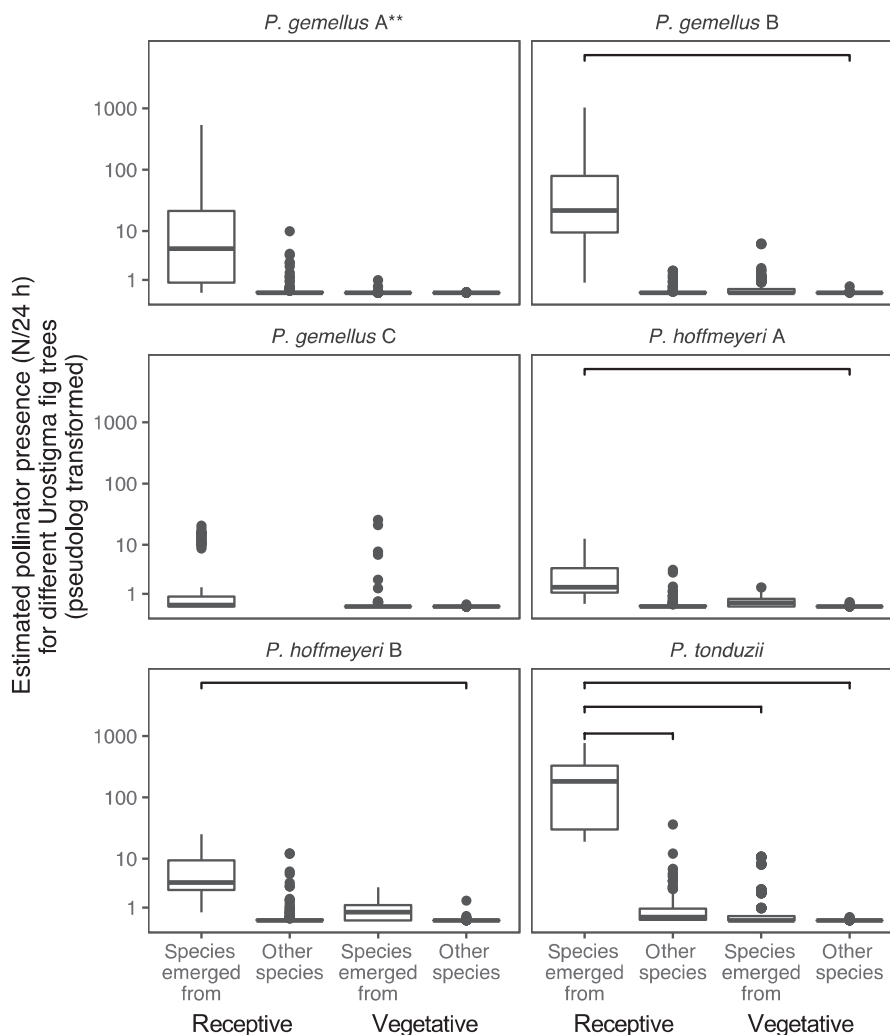 P. gemellus A**
P. gemellus B
1000
100
10
1
P. gemellus C
P. hoffmeyeri A
1000
100
10
1
P. hoffmeyeri B
P. tonduzii
1000
100
10
1
Estimated pollinator presence (N/24 h)
for different Urostigma fig trees
(pseudolog transformed)
Species
emerged
from
Other
species
Species
emerged
from
Other
species
Species
emerged
from
Other
species
Species
emerged
from
Other
species
Receptive
Vegetative
Receptive
Vegetative